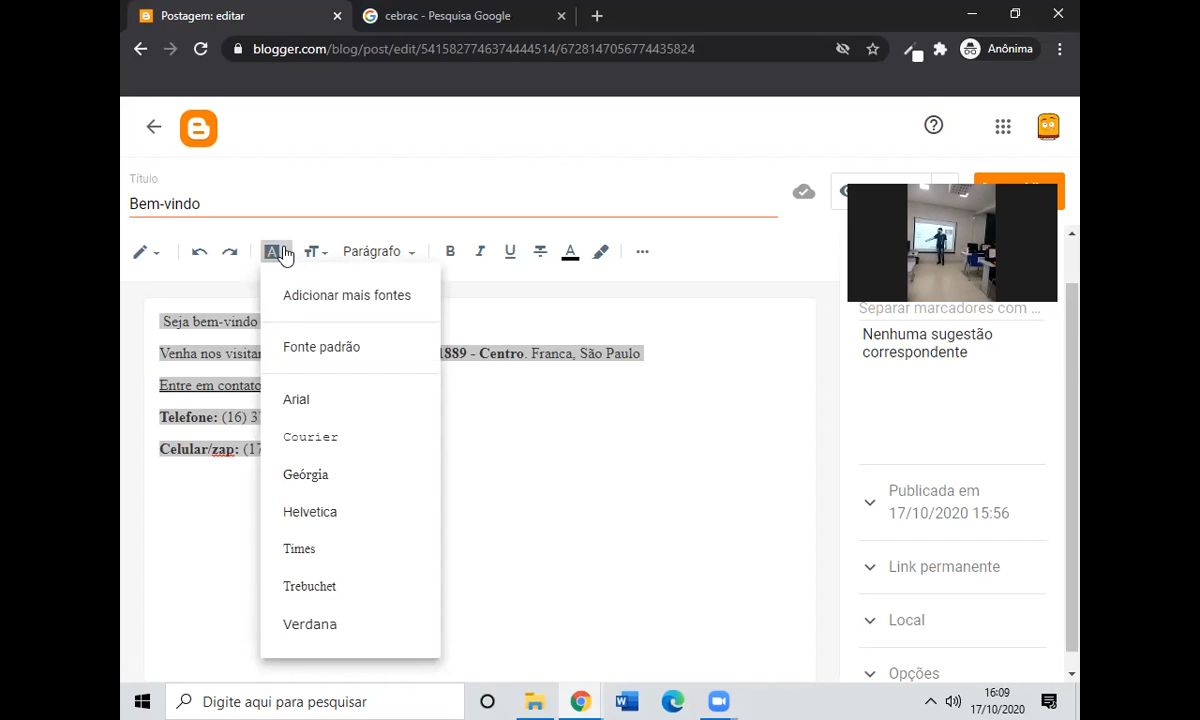 Postagem: editar
cebrac - Pesquisa Google
blogger.com/blog/post/edit/5415827746374444514/6728147056774435824
Anônima
Título
Bem-vindo
Parágrafo
Adicionar mais fontes
Fonte padrão
Arial
Courier
Geórgia
Helvetica
Times
Trebuchet
Verdana
Seja bem-vindo
Venha nos visitar 1889 - Centro. Franca, São Paulo
Entre em contato
Telefone: (16) 3
Celular/zap: (17
Separar marcadores com ...
Nenhuma sugestão
correspondente
Publicada em
17/10/2020 15:56
Link permanente
Local
Opções
Digite aqui para pesquisar
16:09
17/10/2020